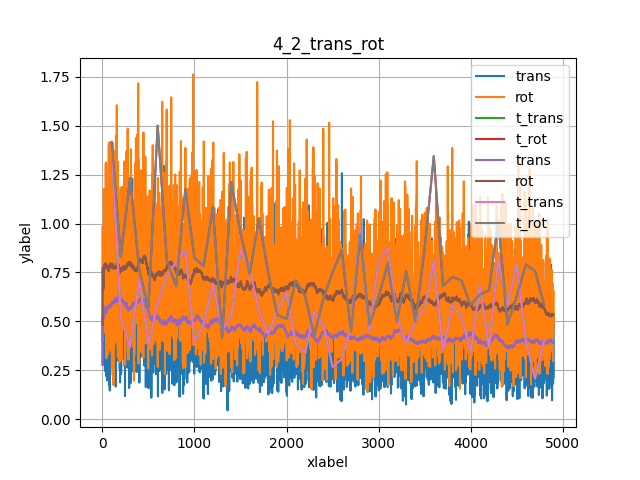 4_2_trans_rot
1.75
1.50
1.25
1.00
0.75
0.50
0.25
0.00
ylabel
0
1000
2000
3000
4000
5000
xlabel
trans
rot
t_trans
t_rot
trans
rot
t_trans
t_rot